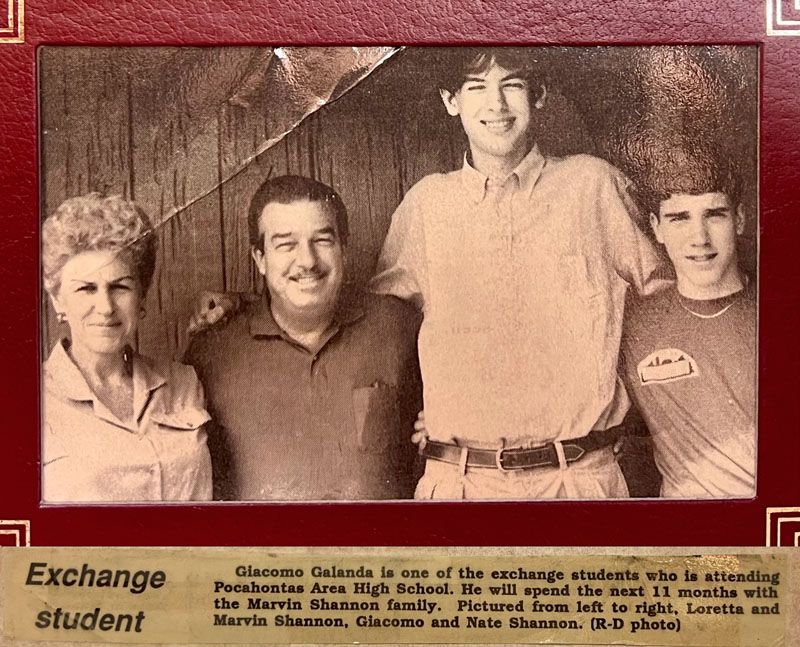 Exchange
student
Giacomo Galanda is one of the exchange students who is attending
Pocahontas Area High School. He will spend the next 11 months with
the Marvin Shannon family. Pictured from left to right, Loretta and
Marvin Shannon, Giacomo and Nate Shannon. (R-D photo)